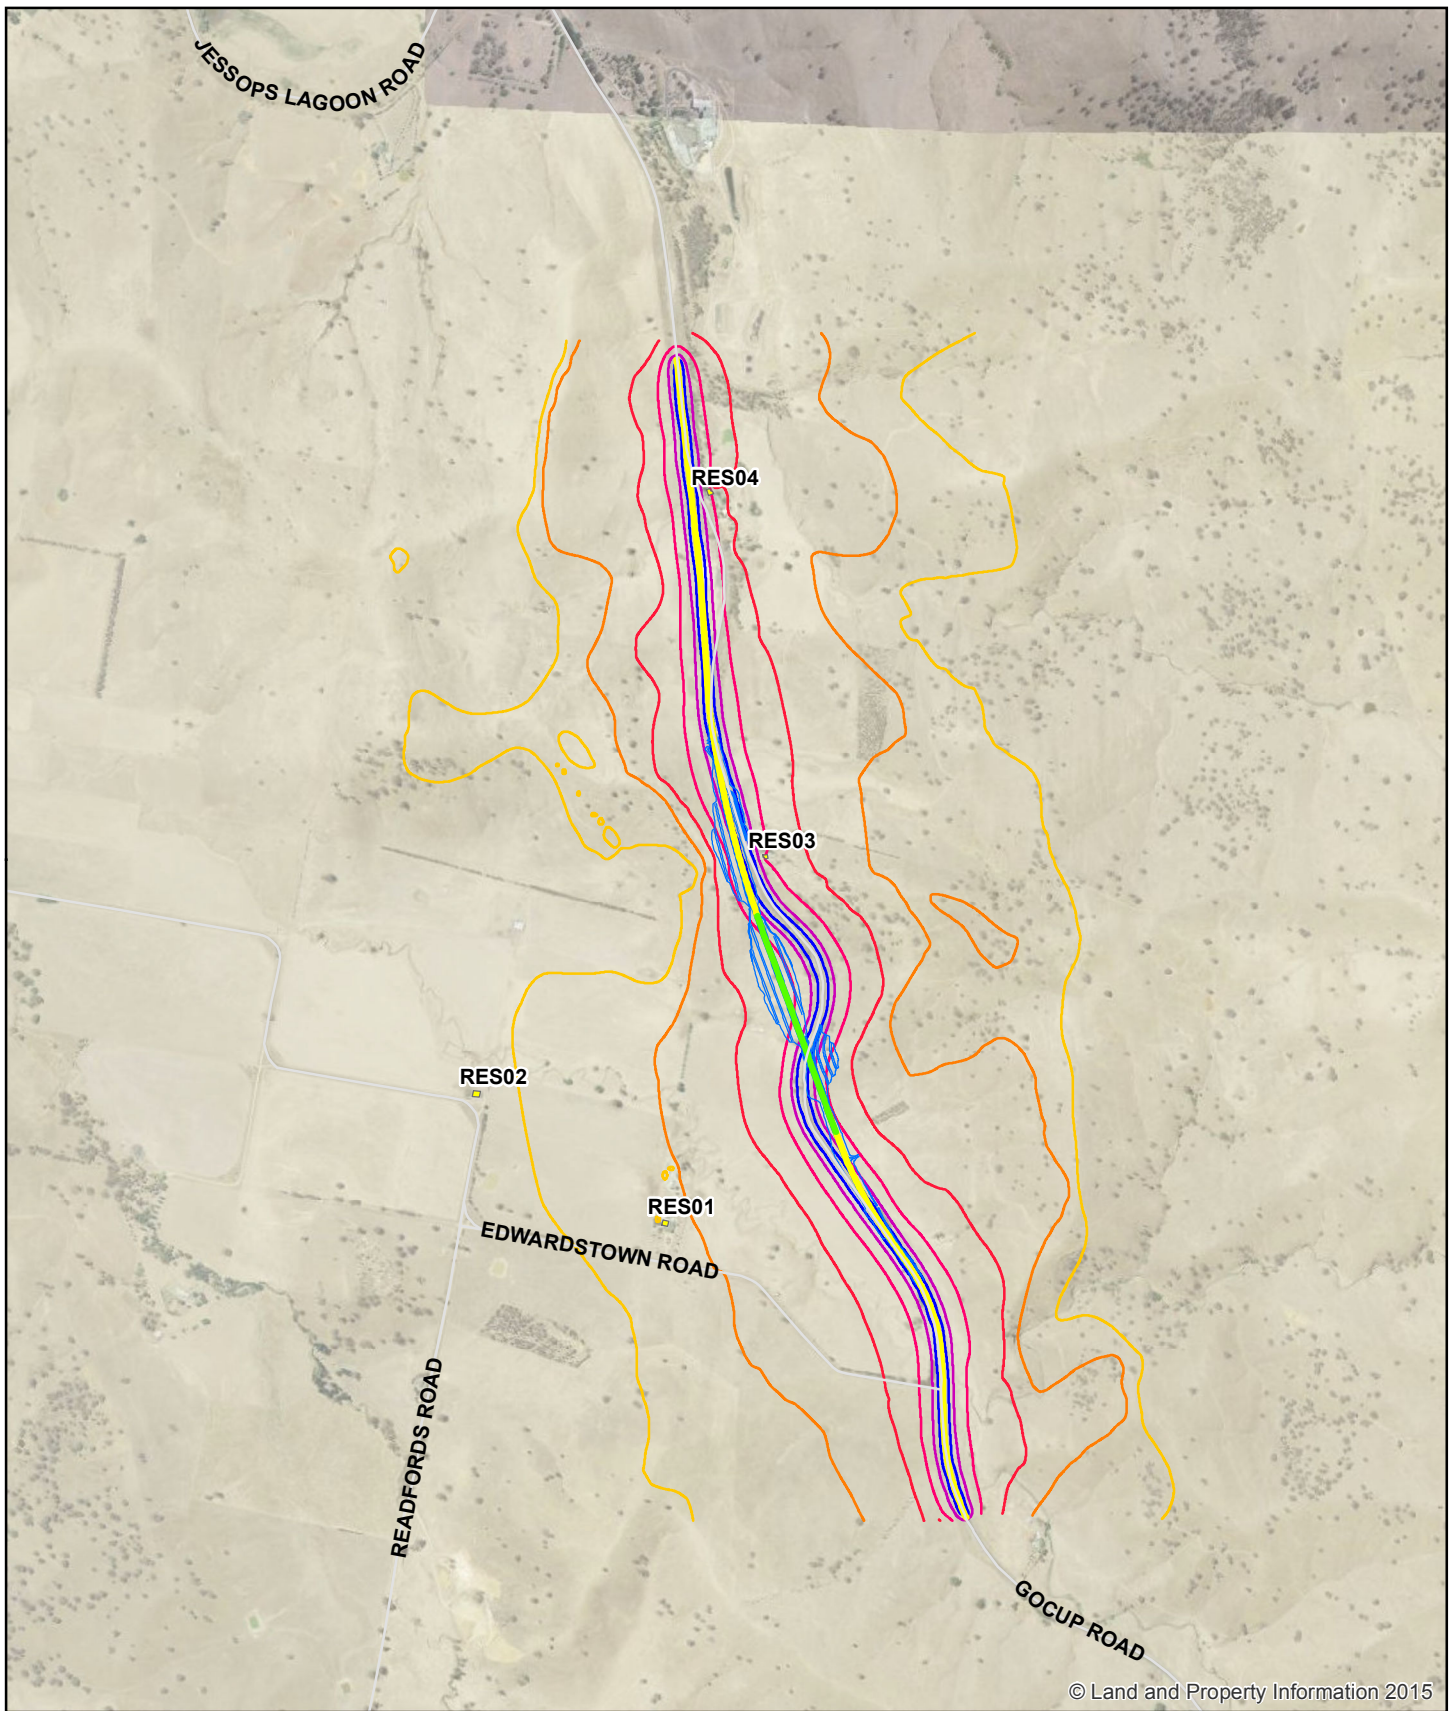 JESSOPS LAGOON ROAD
RES04
RES03
RES02
RES01
EDWARDSTOWN ROAD
READFORDS ROAD
GOCUP ROAD
© Land and Property Information 2015